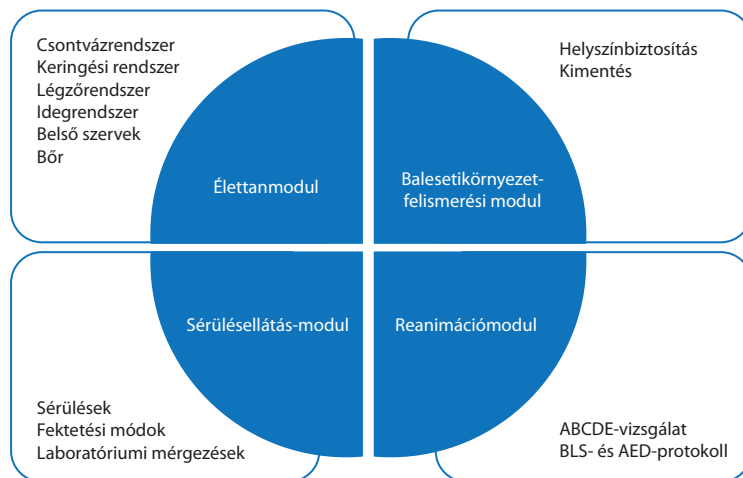 Csontvázrendszer
Keringési rendszer
Légzőrendszer
Idegrendszer
Belső szervek
Bőr
Élettanmodul
Helyszínbiztosítás
Kimentés
Balesetikörnyezet-
felismerési modul
Sérülésellátás-modul
Sérülések
Fektetési módok
Laboratóriumi mérgezések
Reanimációmodul
ABCDE-vizsgálat
BLS- és AED-protokoll